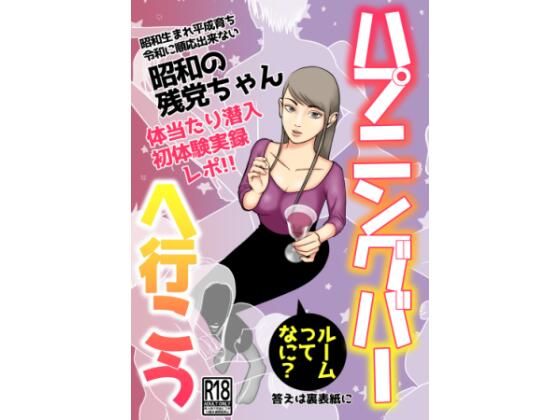 昭和生まれ平成育ち
令和に順応出来ない
昭和の
残党ちゃん
体当たり潜入
初体験実録
レポ!!
ハプニングバー
へ行こう
ルーム
って
なに?
答えは裏表紙に
R18
ADULT ONLY